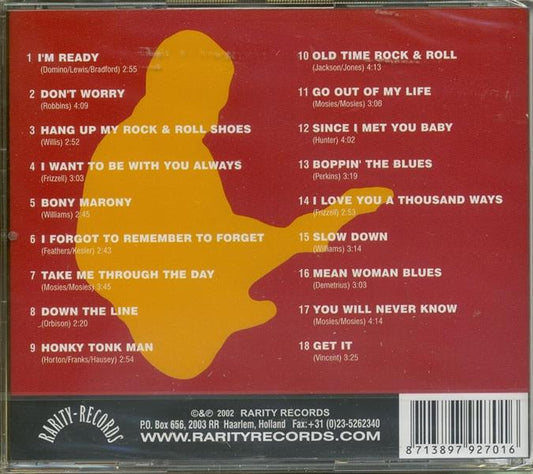 1 I'M READY
(Domino/Lewis/Bradford) 2:55
2 DON'T WORRY
(Robbins) 4:09
3 HANG UP MY ROCK & ROLL SHOES
(Willis) 2:52
4 I WANT TO BE WITH YOU ALWAYS
(Frizzell) 3:03
5 BONY MARONY
(Williams) 2:45
6 I FORGOT TO REMEMBER TO FORGET
(Feathers/Kesler) 2:43
7 TAKE ME THROUGH THE DAY
(Mosies/Mosies) 3:45
8 DOWN THE LINE
(Orbison) 2:20
9 HONKY TONK MAN
(Horton/Franks/Hausey) 2:54
10 OLD TIME ROCK & ROLL
(Jackson/Jones) 4:13
11 GO OUT OF MY LIFE
(Mosies/Mosies) 3:06
12 SINCE I MET YOU BABY
(Hunter) 4:02
13 BOPPIN' THE BLUES
(Perkins) 3:19
14 I LOVE YOU A THOUSAND WAYS
(Frizzell) 2:53
15 SLOW DOWN
(Williams) 3:14
16 MEAN WOMAN BLUES
(Demetrius) 3:03
17 YOU WILL NEVER KNOW
(Mosies/Mosies) 4:14
18 GET IT
(Vincent) 3:25
RARITY-RECORDS
©&℗ 2002 RARITY RECORDS
P.O. Box 656, 2003 RR Haarlem, Holland Fax:+31 (0)23-5262340
WWW.RARITYRECORDS.COM
8713897927016